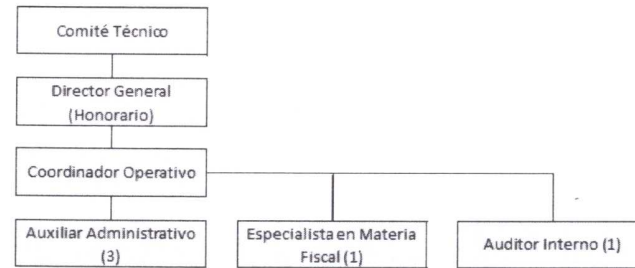 Comité Técnico
Director General
(Honorario)
Coordinador Operativo
Auxiliar Administrativo
(3)
Especialista en Materia
Fiscal (1)
Auditor Interno (1)